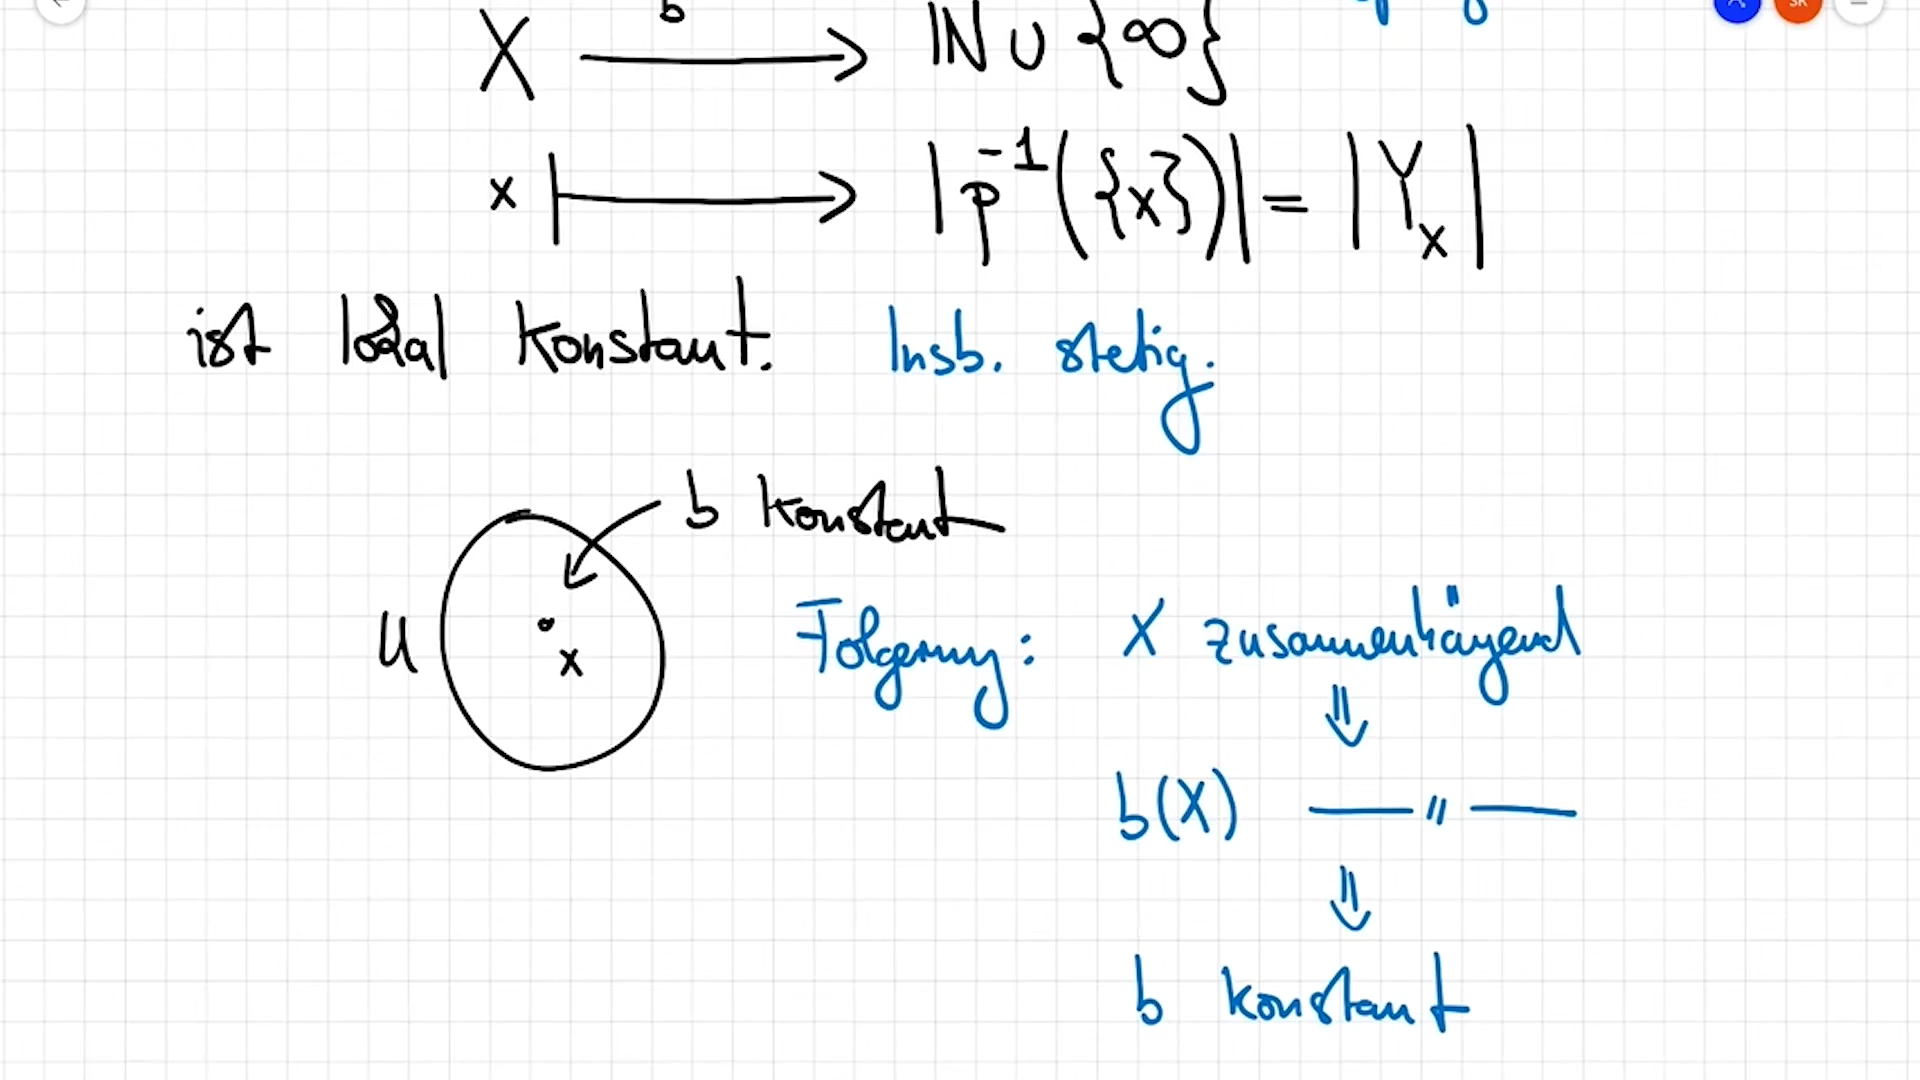 X ⟶ ℕ ∪ {∞}
x ⟼ |p⁻¹({x})| = |Yₓ|
ist lokal konstant. Insb. stetig.
b konstant
U
x
Folgerung: X zusammenhängend
⇓
b(X) —— " ——
⇓
b konstant